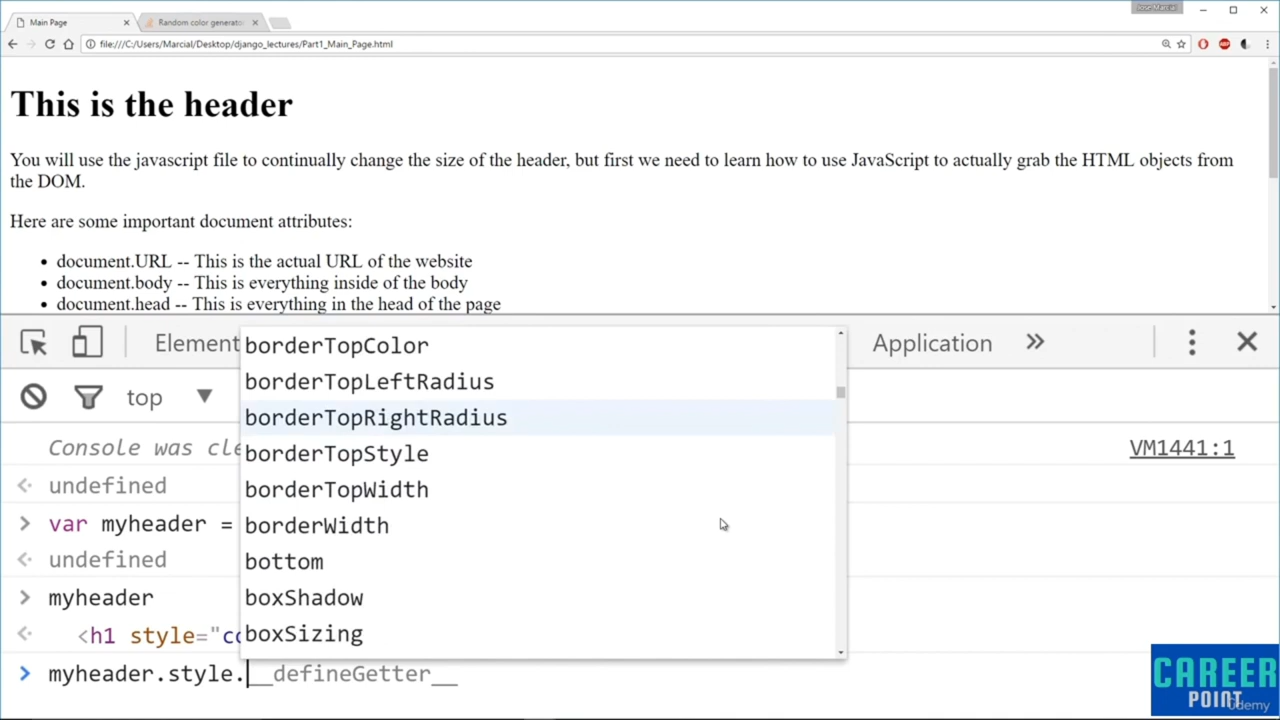 Jose Marcial
Main Page
Random color generato
file:///C:/Users/Marcial/Desktop/django_lectures/Part1_Main_Page.html
This is the header
You will use the javascript file to continually change the size of the header, but first we need to learn how to use JavaScript to actually grab the HTML objects from
the DOM.
Here are some important document attributes:
• document.URL -- This is the actual URL of the website
• document.body -- This is everything inside of the body
• document.head -- This is everything in the head of the page
Element
Application
top
borderTopColor
borderTopLeftRadius
borderTopRightRadius
borderTopStyle
borderTopWidth
borderWidth
bottom
boxShadow
boxSizing
Console was cle
VM1441:1
undefined
var myheader =
undefined
myheader
<h1 style="co
myheader.style.__defineGetter__
CAREER
POINT
Udemy